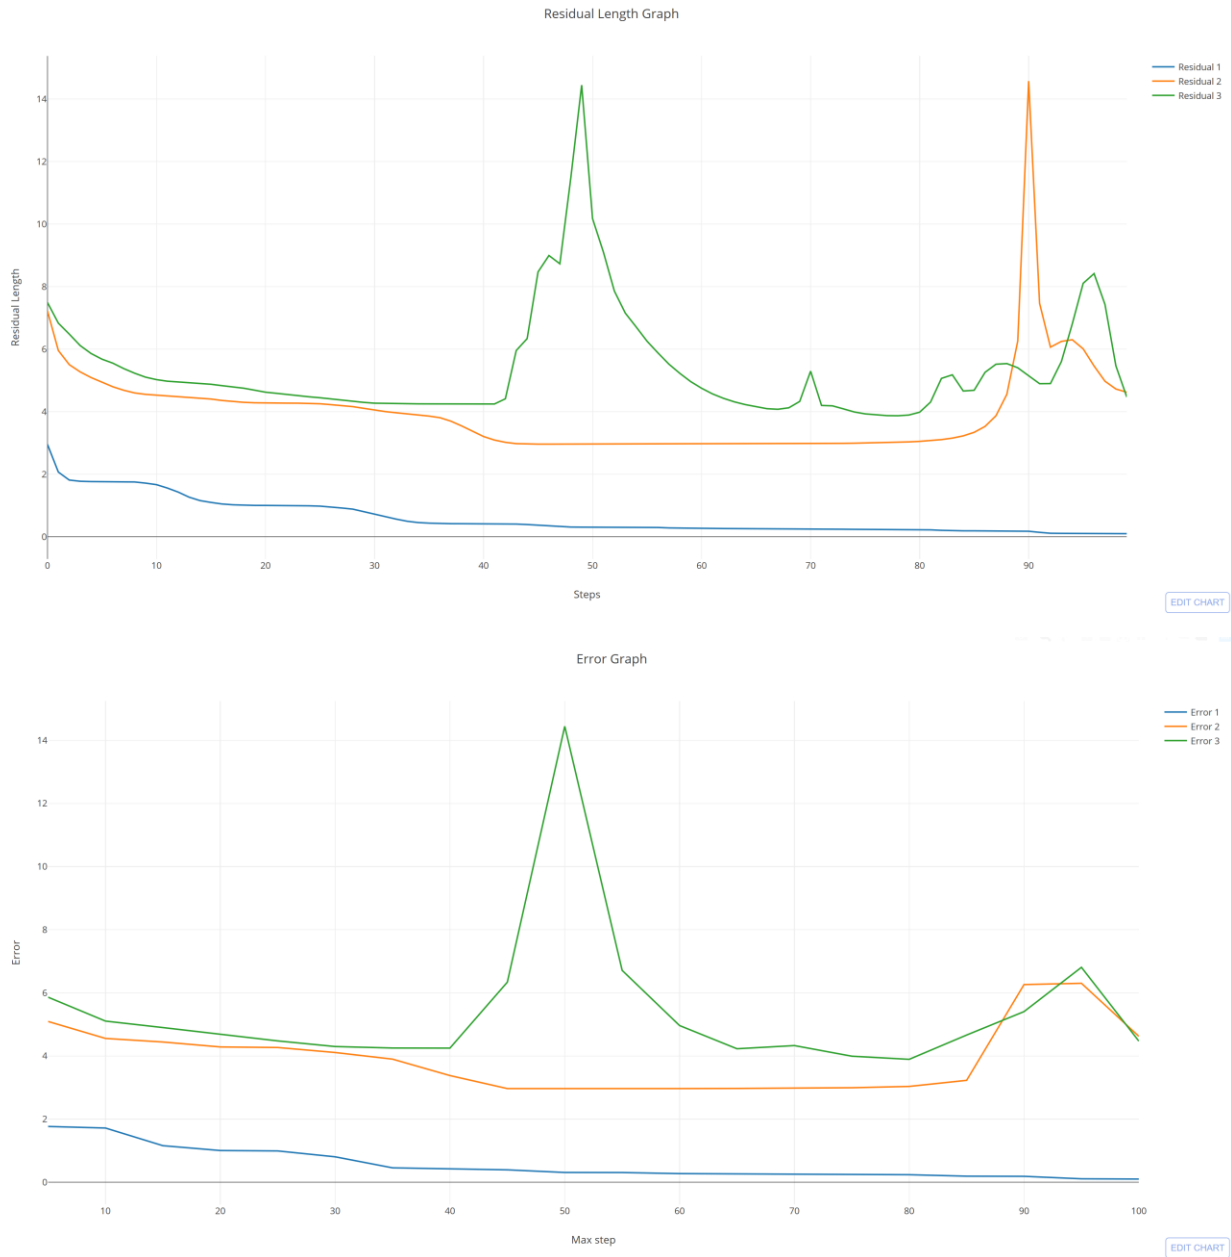 Residual Length Graph
Residual 1
Residual 2
Residual 3
14
12
10
8
6
4
2
0
Residual Length
0 10 20 30 40 50 60 70 80 90
Steps
EDIT CHART
Error Graph
Error 1
Error 2
Error 3
14
12
10
8
6
4
2
0
Error
10 20 30 40 50 60 70 80 90 100
Max step
EDIT CHART